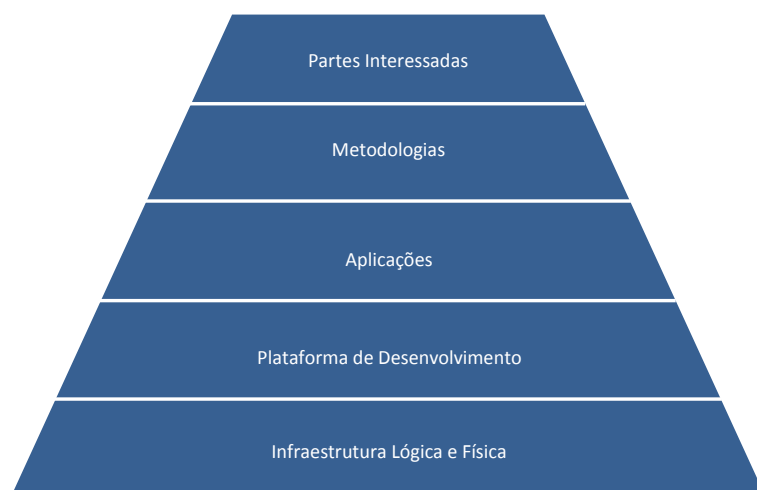 Partes Interessadas
Metodologias
Aplicações
Plataforma de Desenvolvimento
Infraestrutura Lógica e Física